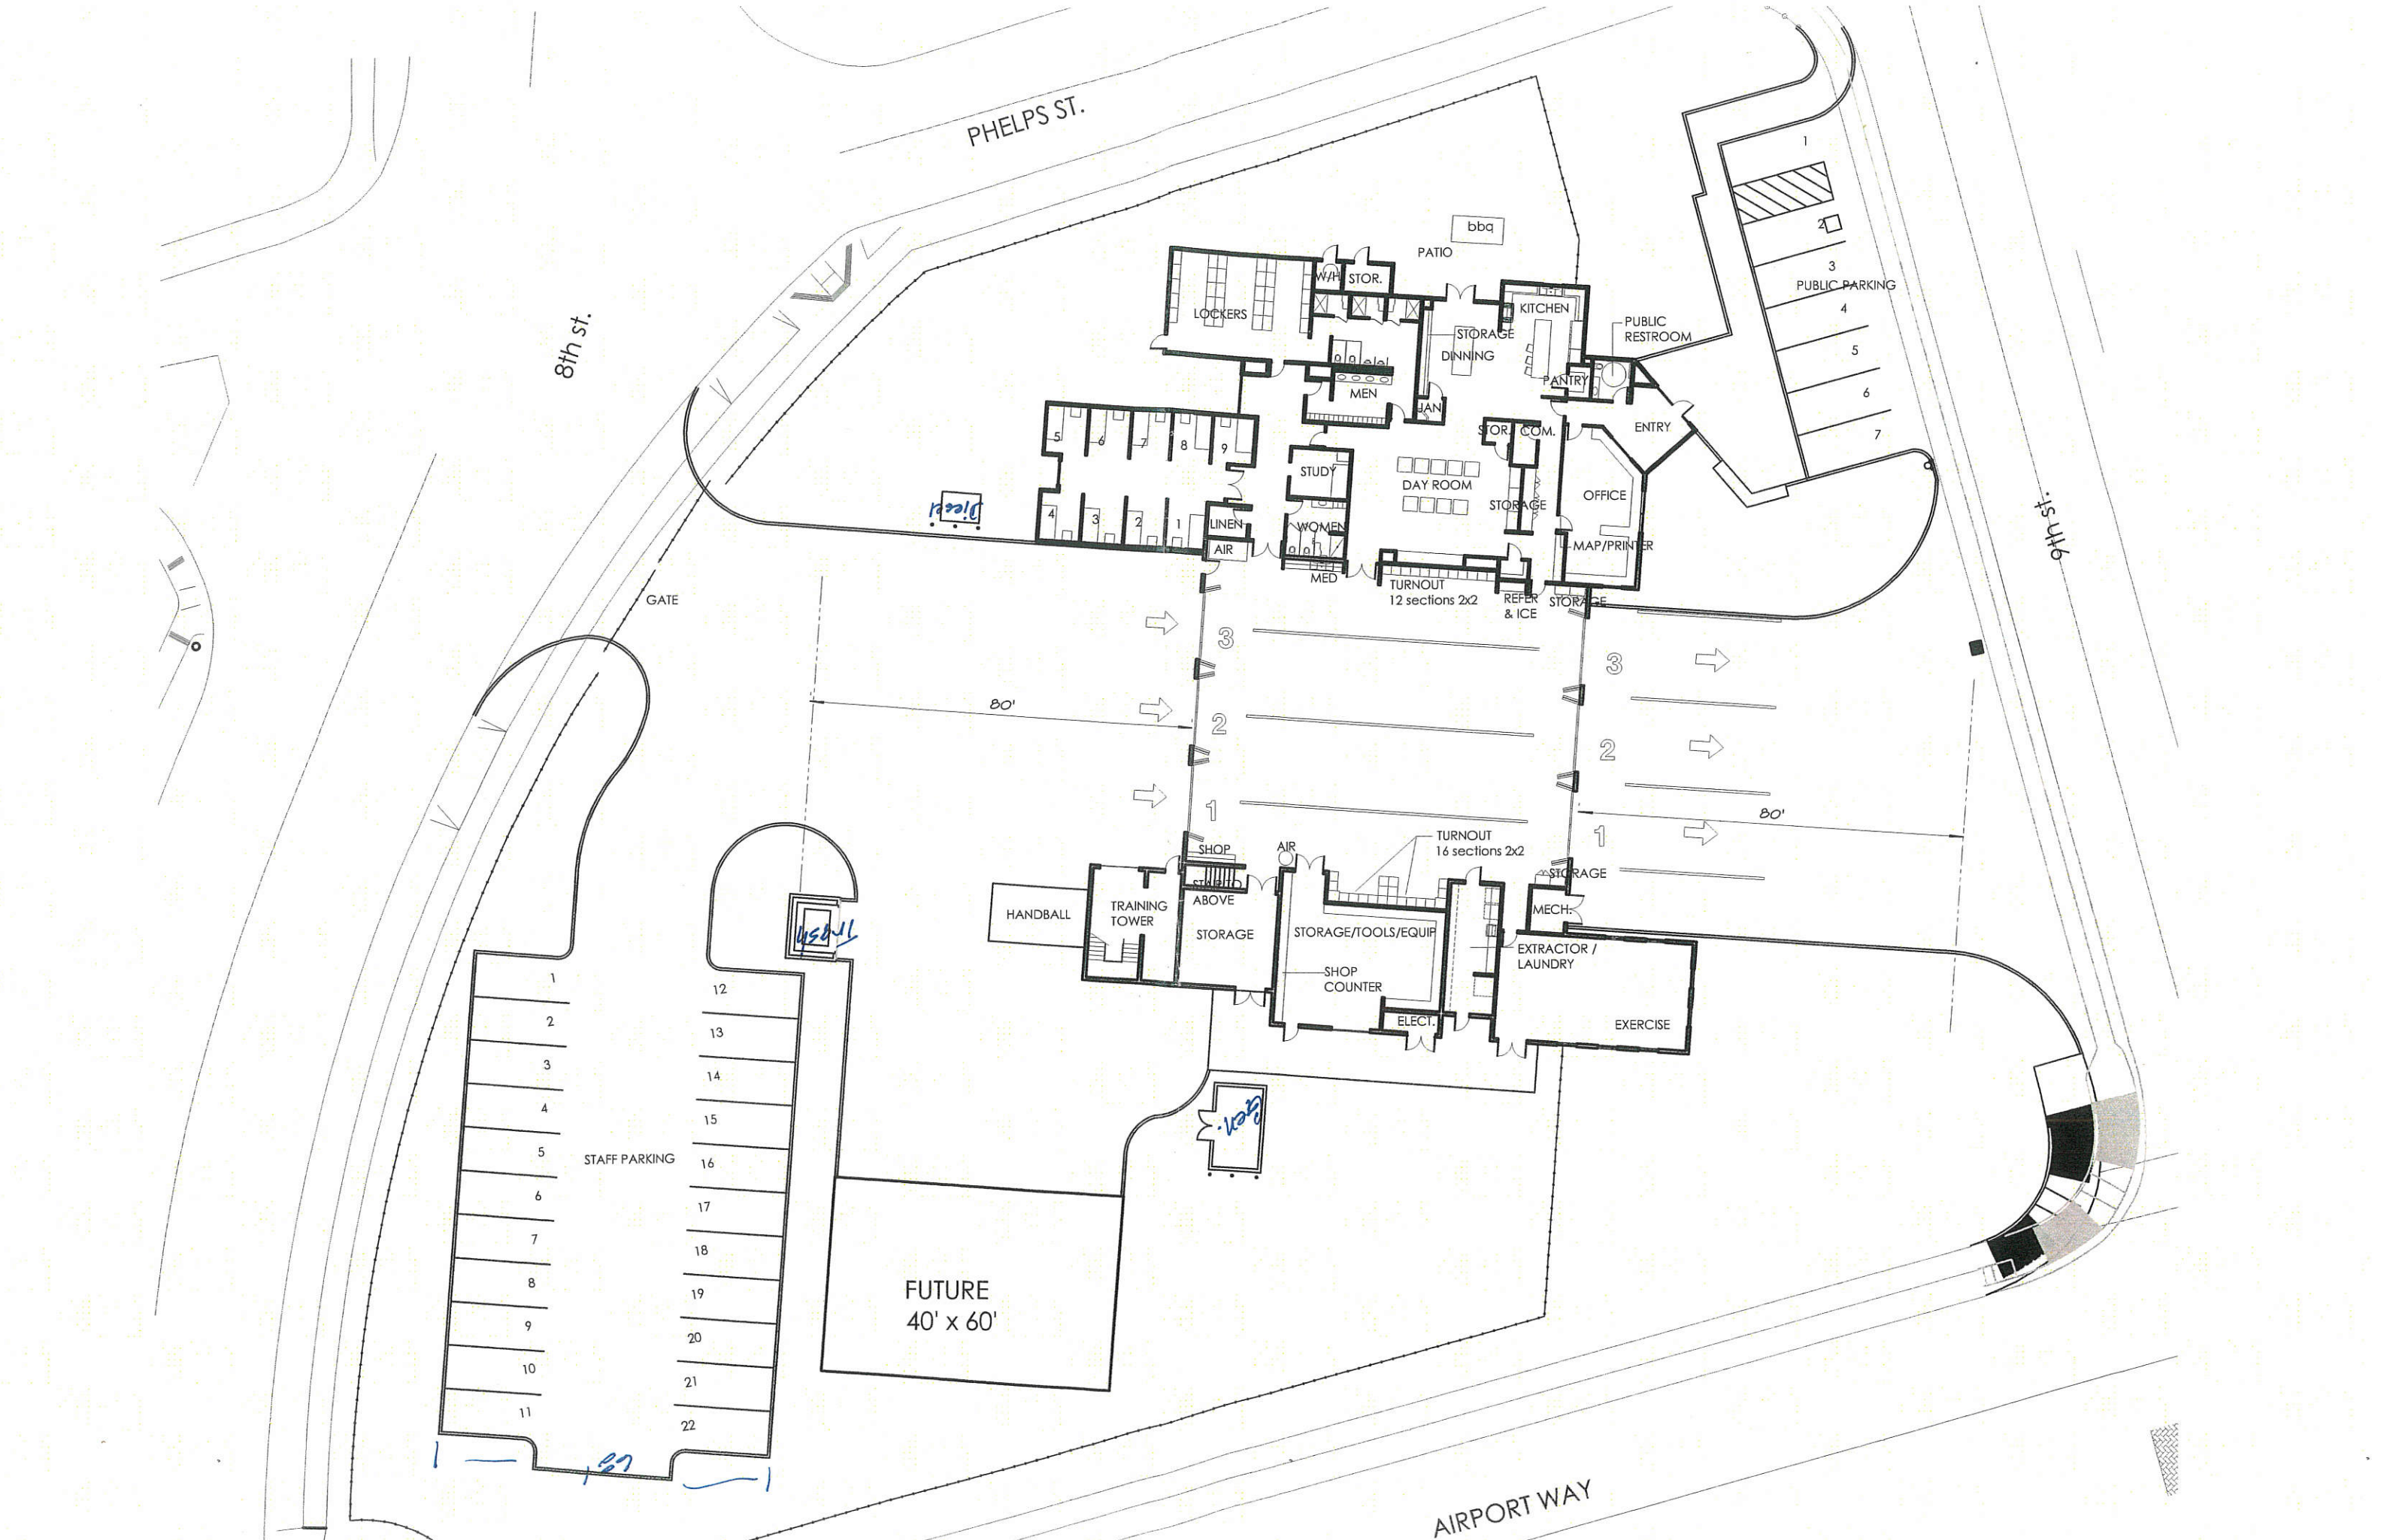 PHELPS ST.
8th st.
9th st.
AIRPORT WAY
bbq
PATIO
1
2
3
PUBLIC PARKING
4
5
6
7
LOCKERS
W/H
STOR.
KITCHEN
STORAGE
DINNING
PUBLIC
RESTROOM
PANTRY
MEN
JAN
ENTRY
STOR.
COM.
5
6
7
8
9
STUDY
DAY ROOM
STORAGE
OFFICE
4
3
2
1
LINEN
WOMEN
AIR
MAP/PRINTER
MED
TURNOUT
12 sections 2x2
REFER
& ICE
STORAGE
Diesel
GATE
3
3
2
2
1
1
80'
80'
SHOP
AIR
TURNOUT
16 sections 2x2
STORAGE
STAIR TO
ABOVE
HANDBALL
TRAINING
TOWER
STORAGE
STORAGE/TOOLS/EQUIP
MECH.
EXTRACTOR /
LAUNDRY
SHOP
COUNTER
ELECT.
EXERCISE
Trash
Gen.
1
2
3
4
5
6
7
8
9
10
11
STAFF PARKING
12
13
14
15
16
17
18
19
20
21
22
FUTURE
40' x 60'